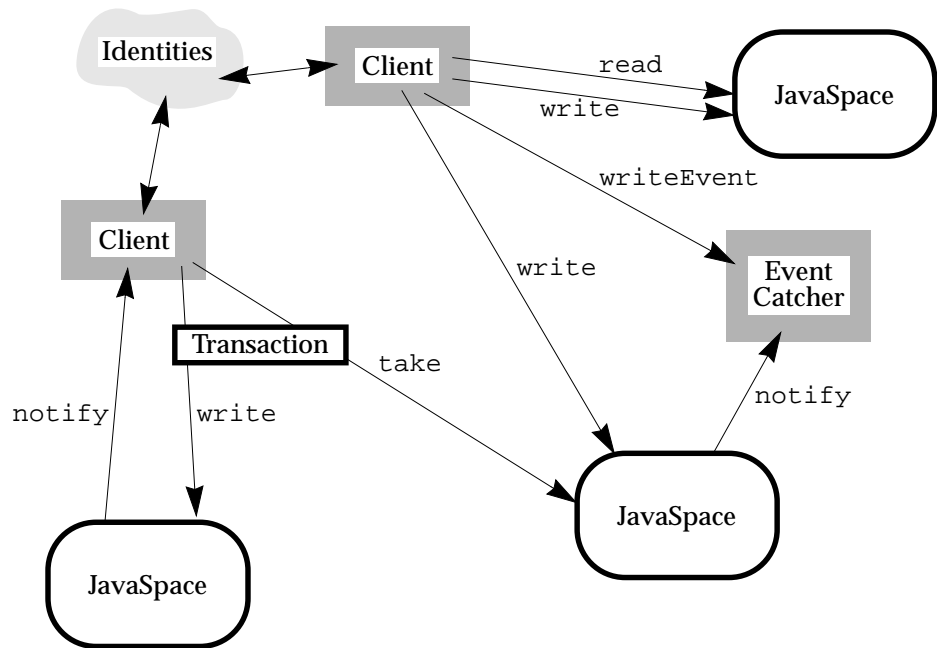 Identities
Client
read
JavaSpace
write
writeEvent
Client
write
Event
Catcher
Transaction
take
notify
write
notify
JavaSpace
JavaSpace